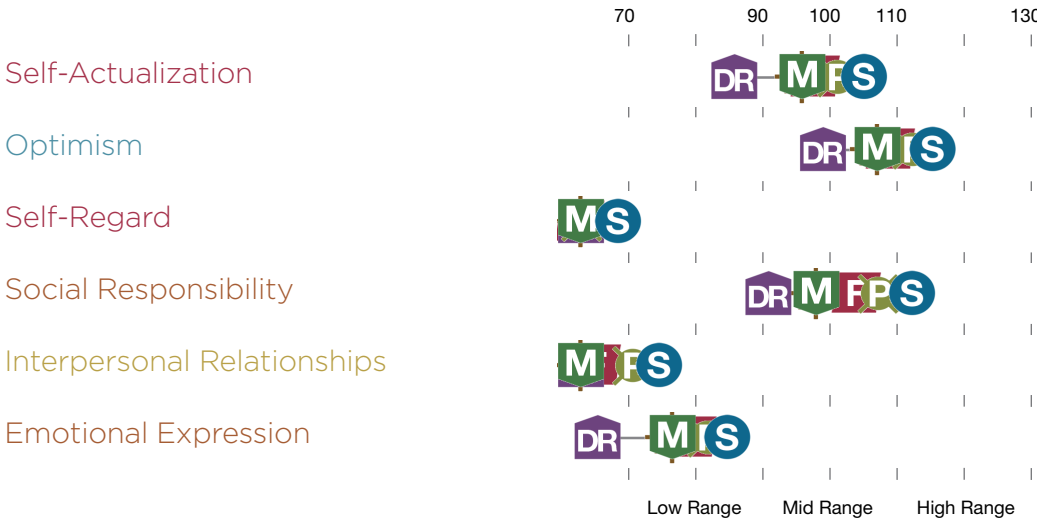 70 90 100 110 130
Self-Actualization DR M P S
Optimism DR M S
Self-Regard M S
Social Responsibility DR M F P S
Interpersonal Relationships M S
Emotional Expression DR M S
Low Range Mid Range High Range